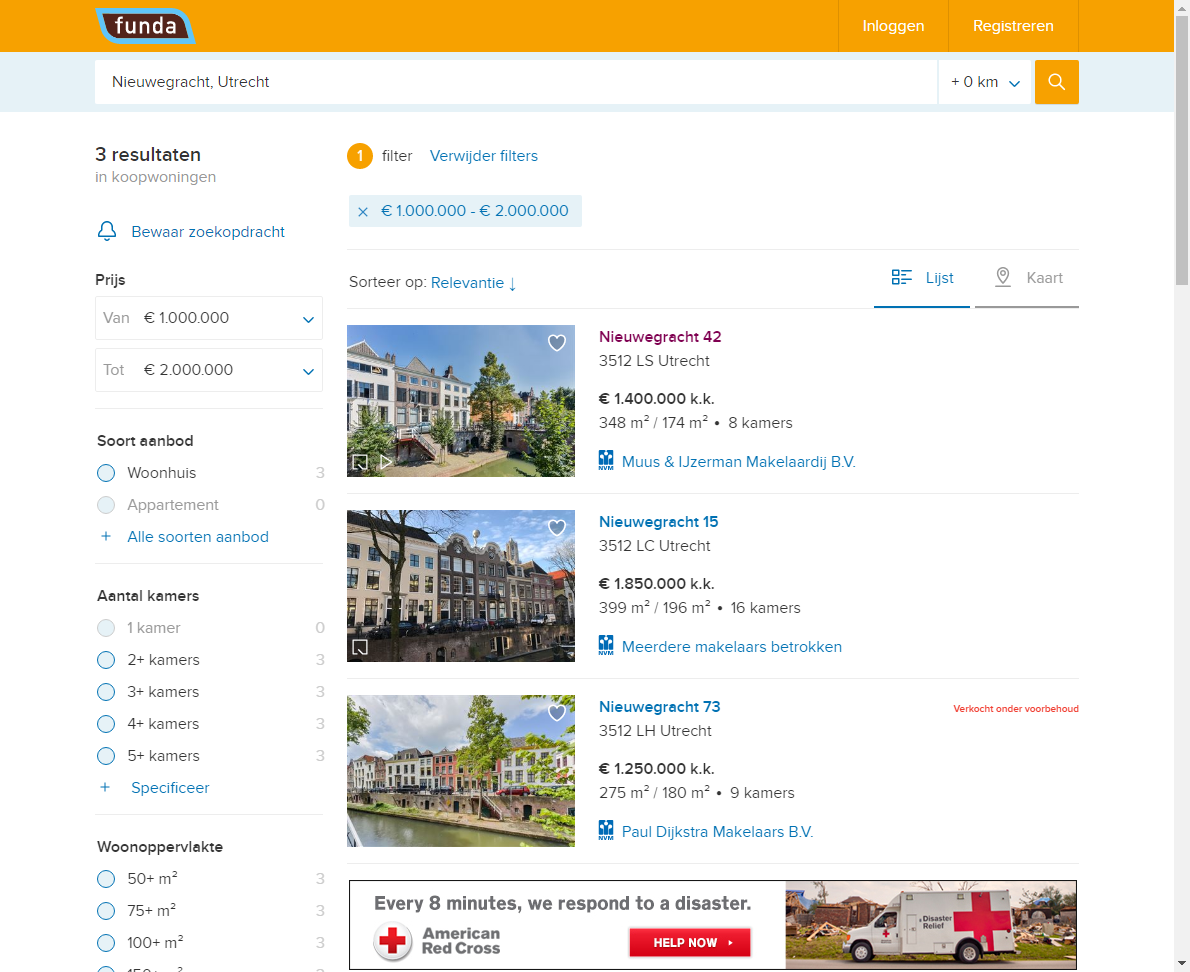 funda
Inloggen
Registreren
Nieuwegracht, Utrecht
+ 0 km
3 resultaten
in koopwoningen
1 filter Verwijder filters
€ 1.000.000 - € 2.000.000
Bewaar zoekopdracht
Prijs
Van € 1.000.000
Tot € 2.000.000
Soort aanbod
Woonhuis 3
Appartement 0
+ Alle soorten aanbod
Aantal kamers
1 kamer 0
2+ kamers 3
3+ kamers 3
4+ kamers 3
5+ kamers 3
+ Specificeer
Woonoppervlakte
50+ m² 3
75+ m² 3
100+ m² 3
Sorteer op: Relevantie ↓
Lijst
Kaart
Nieuwegracht 42
3512 LS Utrecht
€ 1.400.000 k.k.
348 m² / 174 m² • 8 kamers
NVM Muus & IJzerman Makelaardij B.V.
Nieuwegracht 15
3512 LC Utrecht
€ 1.850.000 k.k.
399 m² / 196 m² • 16 kamers
NVM Meerdere makelaars betrokken
Nieuwegracht 73
Verkocht onder voorbehoud
3512 LH Utrecht
€ 1.250.000 k.k.
275 m² / 180 m² • 9 kamers
NVM Paul Dijkstra Makelaars B.V.
Every 8 minutes, we respond to a disaster.
American
Red Cross
HELP NOW
Disaster
Relief